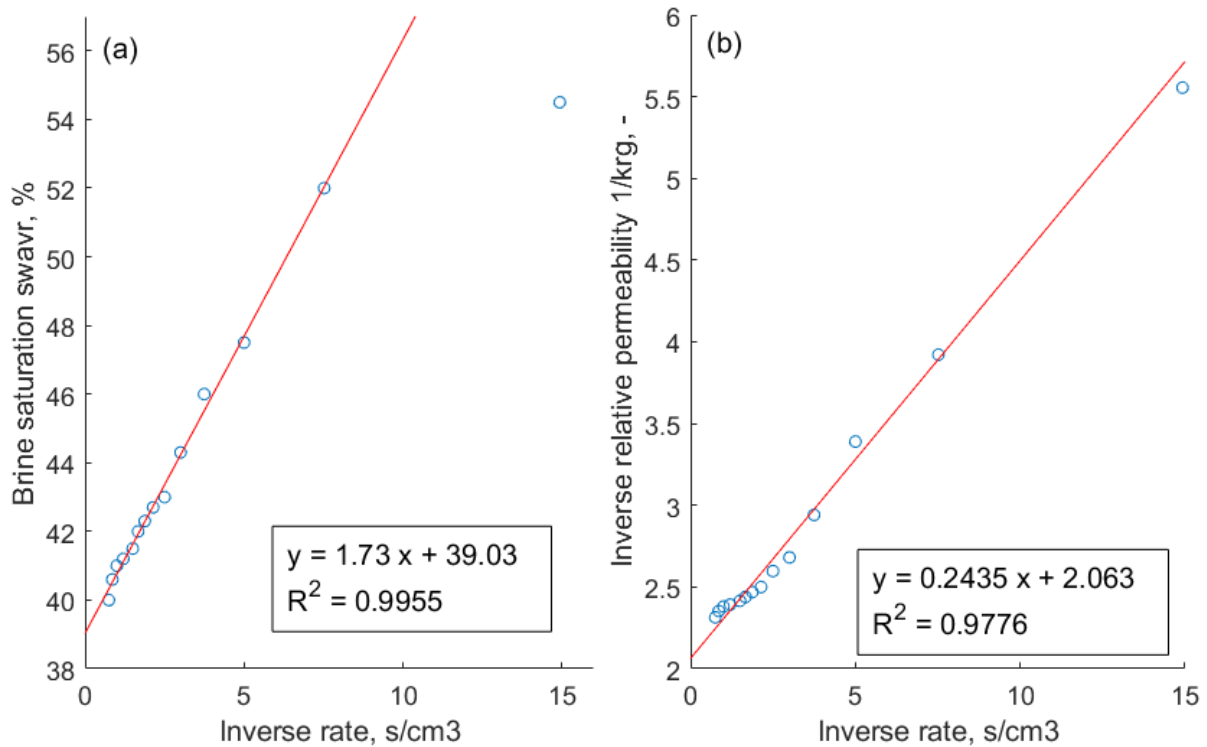 (a)
56
54
52
50
48
46
44
42
40
38
Brine saturation swavr, %
y = 1.73 x + 39.03
R² = 0.9955
0 5 10 15
Inverse rate, s/cm3
(b)
6
5.5
5
4.5
4
3.5
3
2.5
2
Inverse relative permeability 1/krg, -
y = 0.2435 x + 2.063
R² = 0.9776
0 5 10 15
Inverse rate, s/cm3